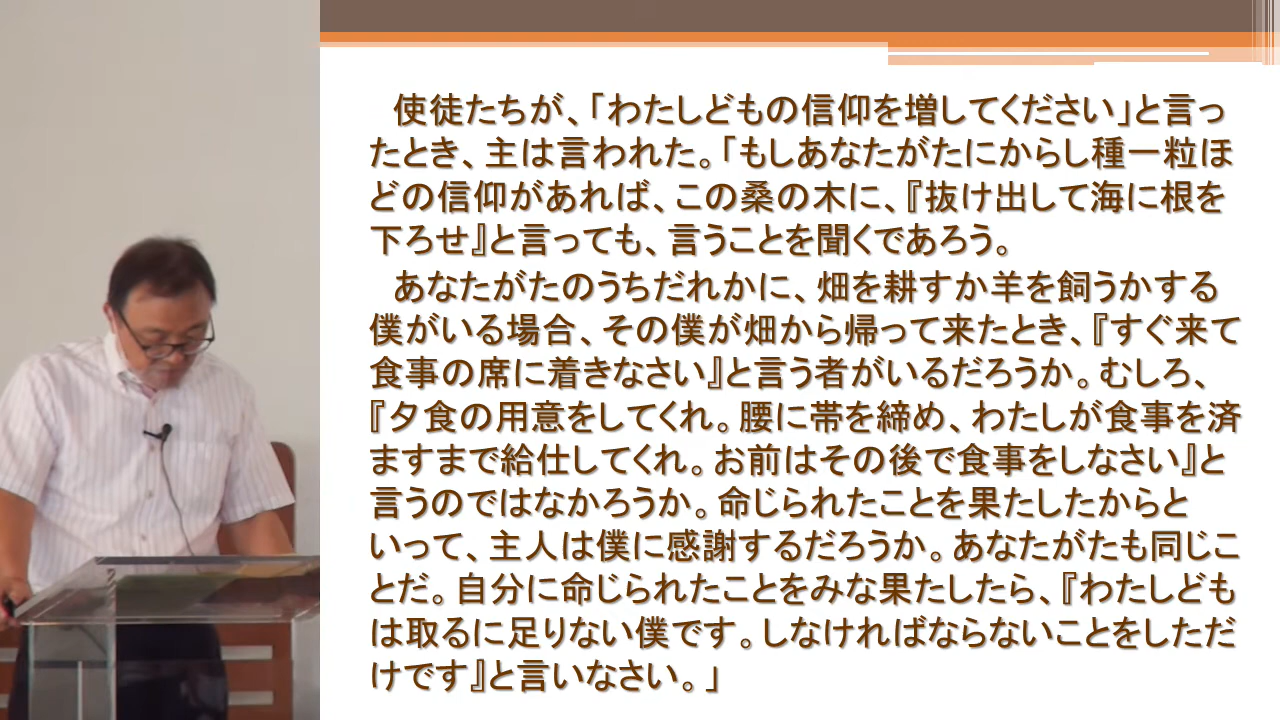 使徒たちが、「わたしどもの信仰を増してください」と言っ
たとき、主は言われた。「もしあなたがたにからし種一粒ほ
どの信仰があれば、この桑の木に、『抜け出して海に根を
下ろせ』と言っても、言うことを聞くであろう。
あなたがたのうちだれかに、畑を耕すか羊を飼うかする
僕がいる場合、その僕が畑から帰って来たとき、『すぐ来て
食事の席に着きなさい』と言う者がいるだろうか。むしろ、
『夕食の用意をしてくれ。腰に帯を締め、わたしが食事を済
ますまで給仕してくれ。お前はその後で食事をしなさい』と
言うのではなかろうか。命じられたことを果たしたからと
いって、主人は僕に感謝するだろうか。あなたがたも同じこ
とだ。自分に命じられたことをみな果たしたら、『わたしども
は取るに足りない僕です。しなければならないことをしただ
けです』と言いなさい。」